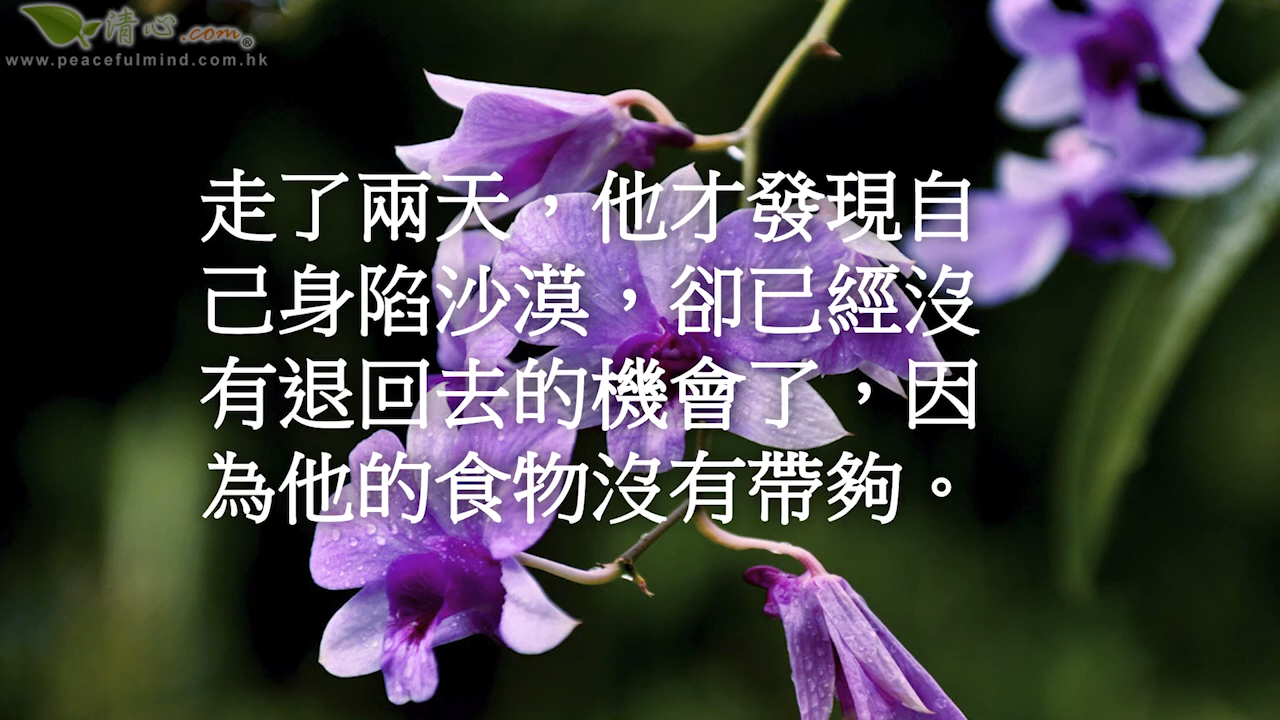 清心.com®
www.peacefulmind.com.hk
走了兩天，他才發現自
己身陷沙漠，卻已經沒
有退回去的機會了，因
為他的食物沒有帶夠。